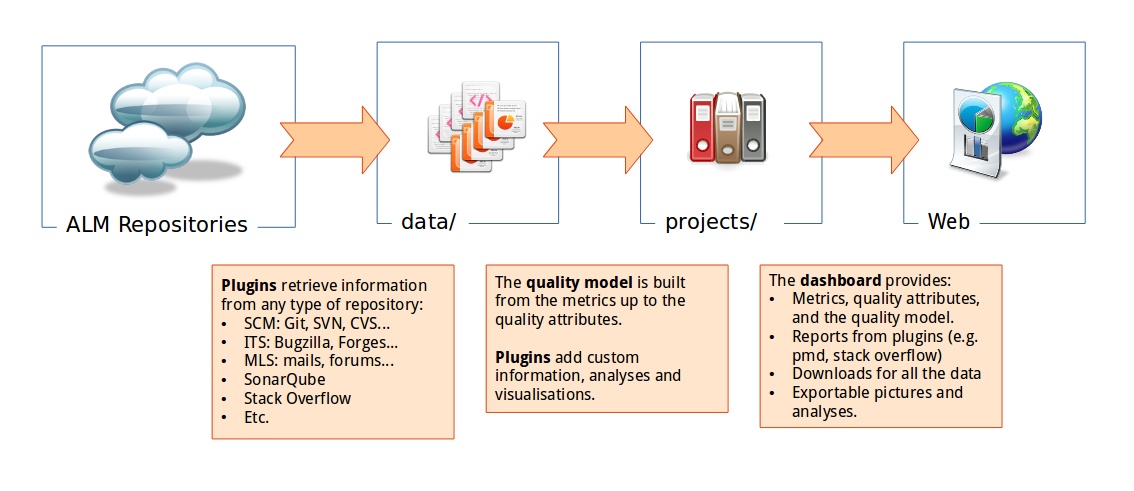 ALM Repositories
data/
projects/
Web
Plugins retrieve information
from any type of repository:
• SCM: Git, SVN, CVS...
• ITS: Bugzilla, Forges...
• MLS: mails, forums...
• SonarQube
• Stack Overflow
• Etc.
The quality model is built
from the metrics up to the
quality attributes.
Plugins add custom
information, analyses and
visualisations.
The dashboard provides:
• Metrics, quality attributes,
and the quality model.
• Reports from plugins (e.g.
pmd, stack overflow)
• Downloads for all the data
• Exportable pictures and
analyses.